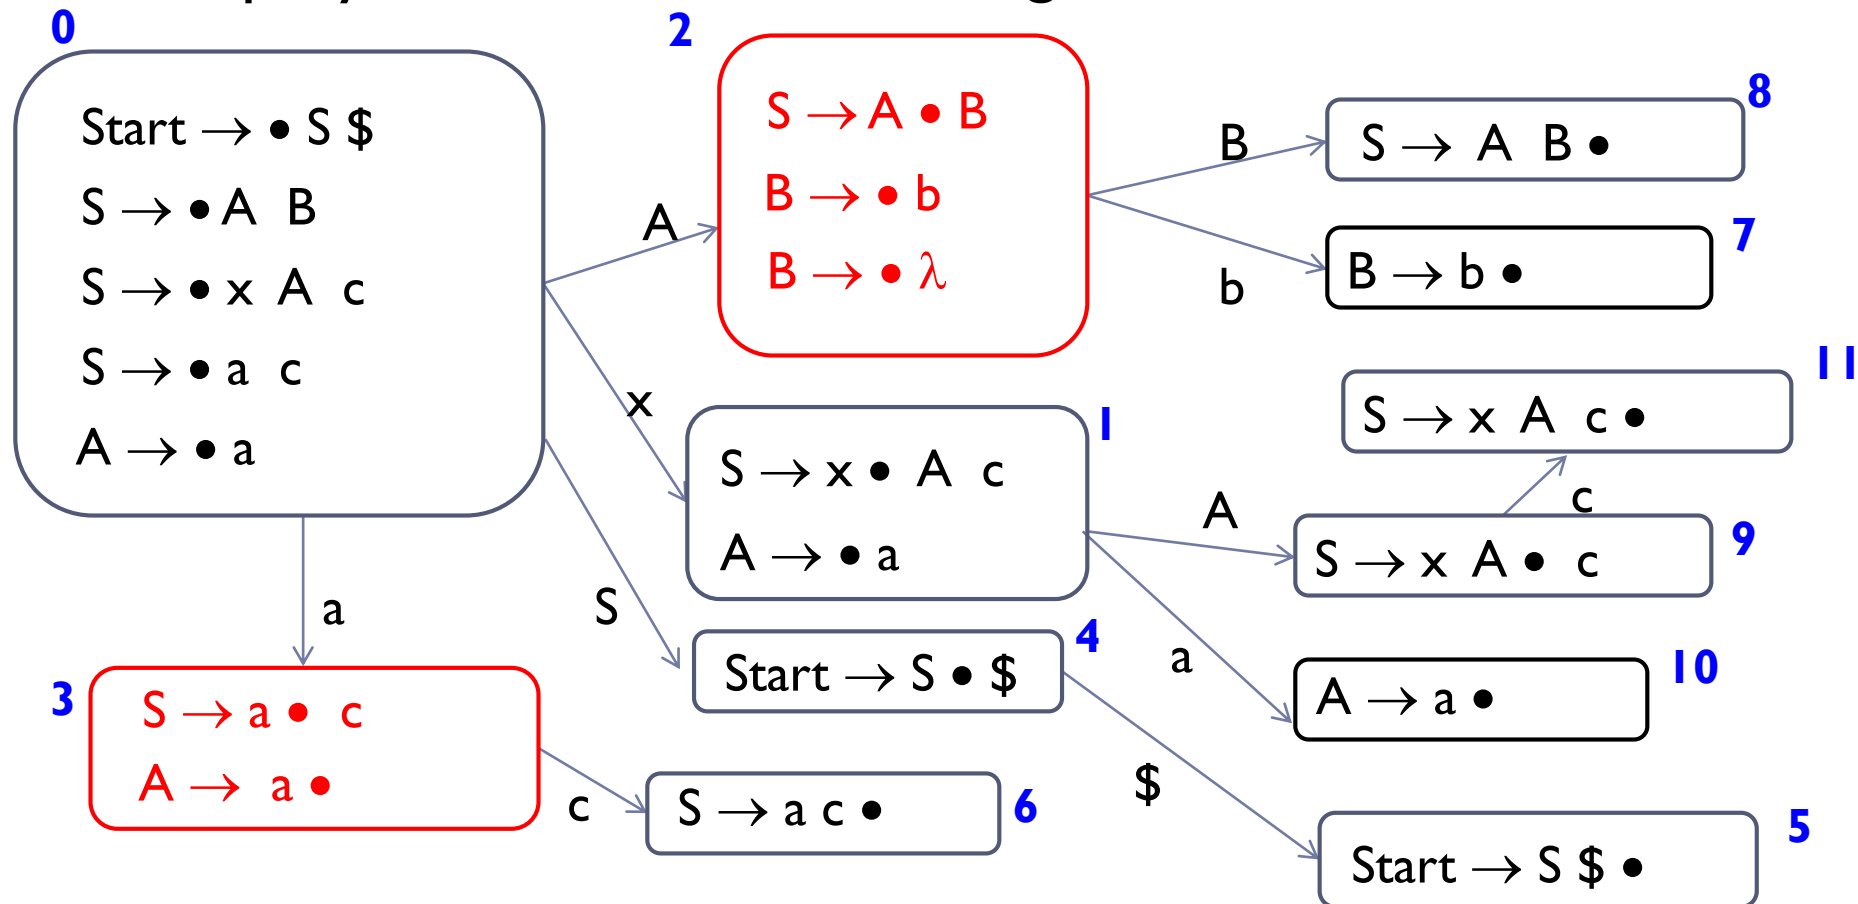 0
Start → • S $
S → • A B
S → • x A c
S → • a c
A → • a
A
x
S
a
2
S → A • B
B → • b
B → • λ
B
b
8
S → A B •
7
B → b •
1
S → x • A c
A → • a
A
a
11
S → x A c •
c
9
S → x A • c
4
Start → S • $
$
10
A → a •
3
S → a • c
A → a •
c
S → a c •
6
5
Start → S $ •